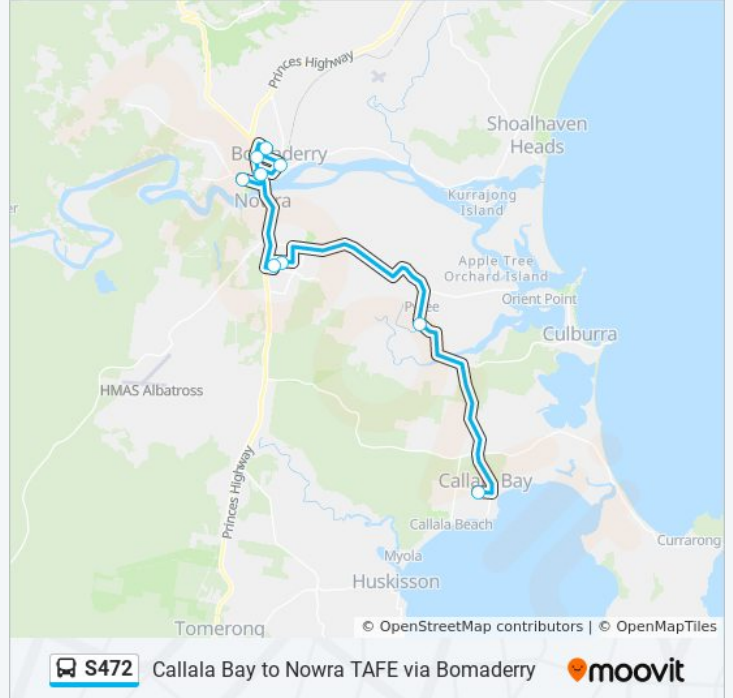 Princes Highway
Shoalhaven
Heads
Bomaderry
Kurrajong
Island
Nowra
Apple Tree
Orchard Island
Orient Point
Pyree
Culburra
HMAS Albatross
Princes Highway
Callala Bay
Callala Beach
Currarong
Myola
Huskisson
Tomerong
© OpenStreetMap contributors | © OpenMapTiles
S472 Callala Bay to Nowra TAFE via Bomaderry moovit